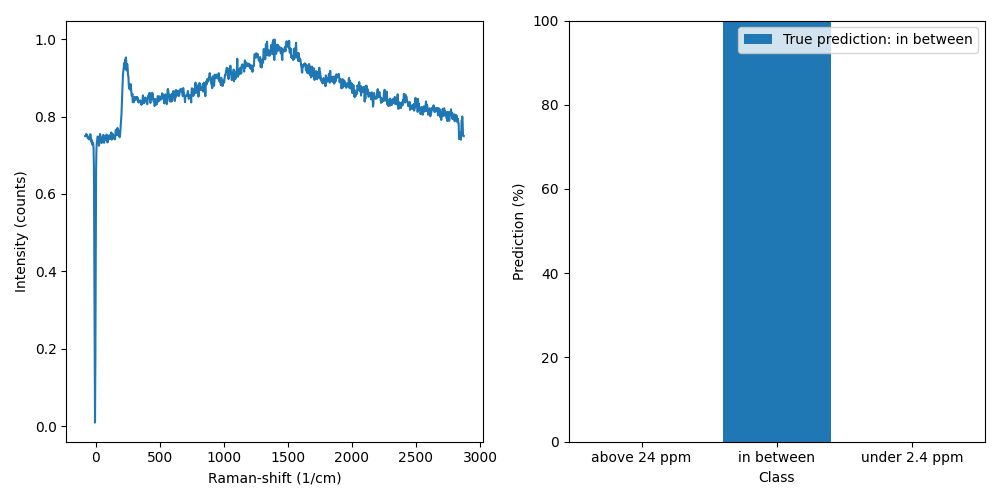 1.0
0.8
0.6
0.4
0.2
0.0
Intensity (counts)
0 500 1000 1500 2000 2500 3000
Raman-shift (1/cm)
100
80
60
40
20
0
Prediction (%)
True prediction: in between
above 24 ppm in between under 2.4 ppm
Class